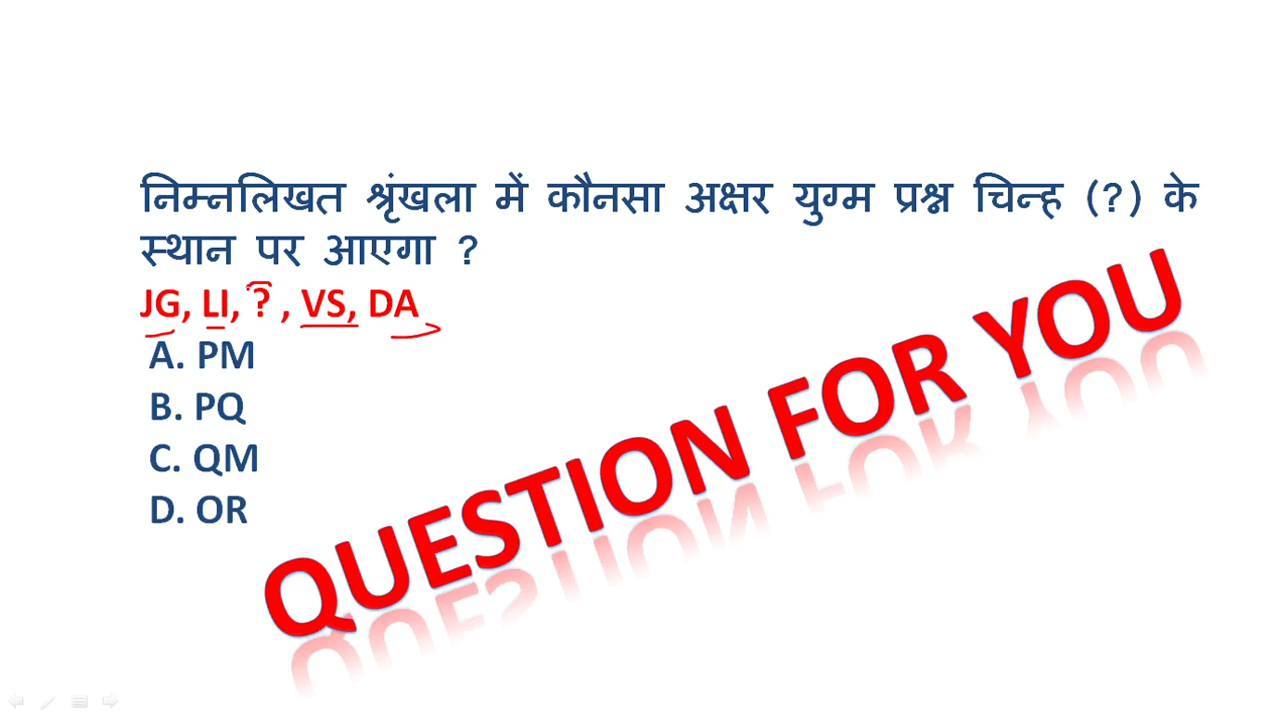 निम्नलिखत श्रृंखला में कौनसा अक्षर युग्म प्रश्न चिन्ह (?) के
स्थान पर आएगा ?
JG, LI, ? , VS, DA
A. PM
B. PQ
C. QM
D. OR
QUESTION FOR YOU